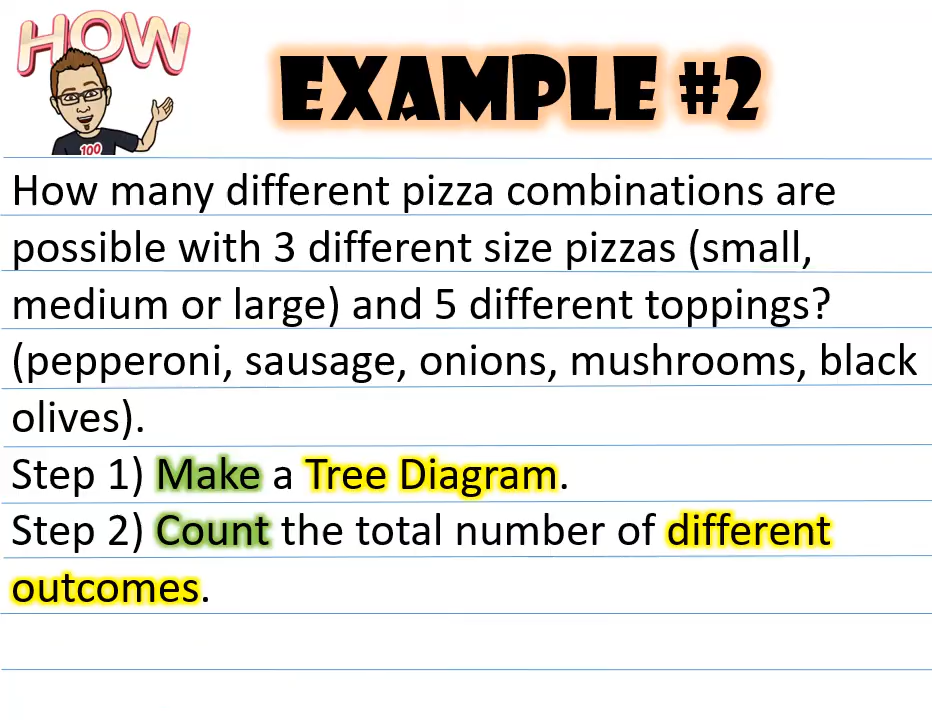 HOW
EXAMPLE #2
100
How many different pizza combinations are
possible with 3 different size pizzas (small,
medium or large) and 5 different toppings?
(pepperoni, sausage, onions, mushrooms, black
olives).
Step 1) Make a Tree Diagram.
Step 2) Count the total number of different
outcomes.